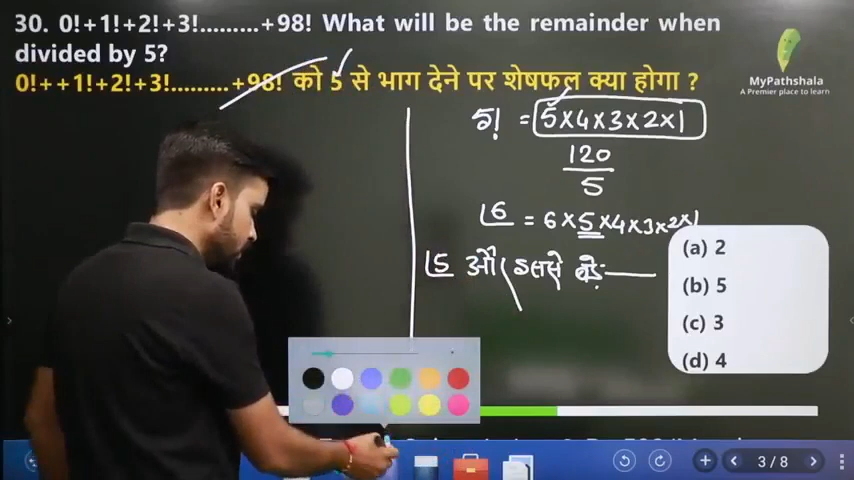 30. 0!+1!+2!+3!.........+98! What will be the remainder when
divided by 5?
0!++1!+2!+3!.........+98! को 5 से भाग देने पर शेषफल क्या होगा ?
MyPathshala
A Premier place to learn
5! = 5×4×3×2×1
120
5
6 = 6×5×4×3×2×1
5 और इससे बड़े
(a) 2
(b) 5
(c) 3
(d) 4
3 / 8